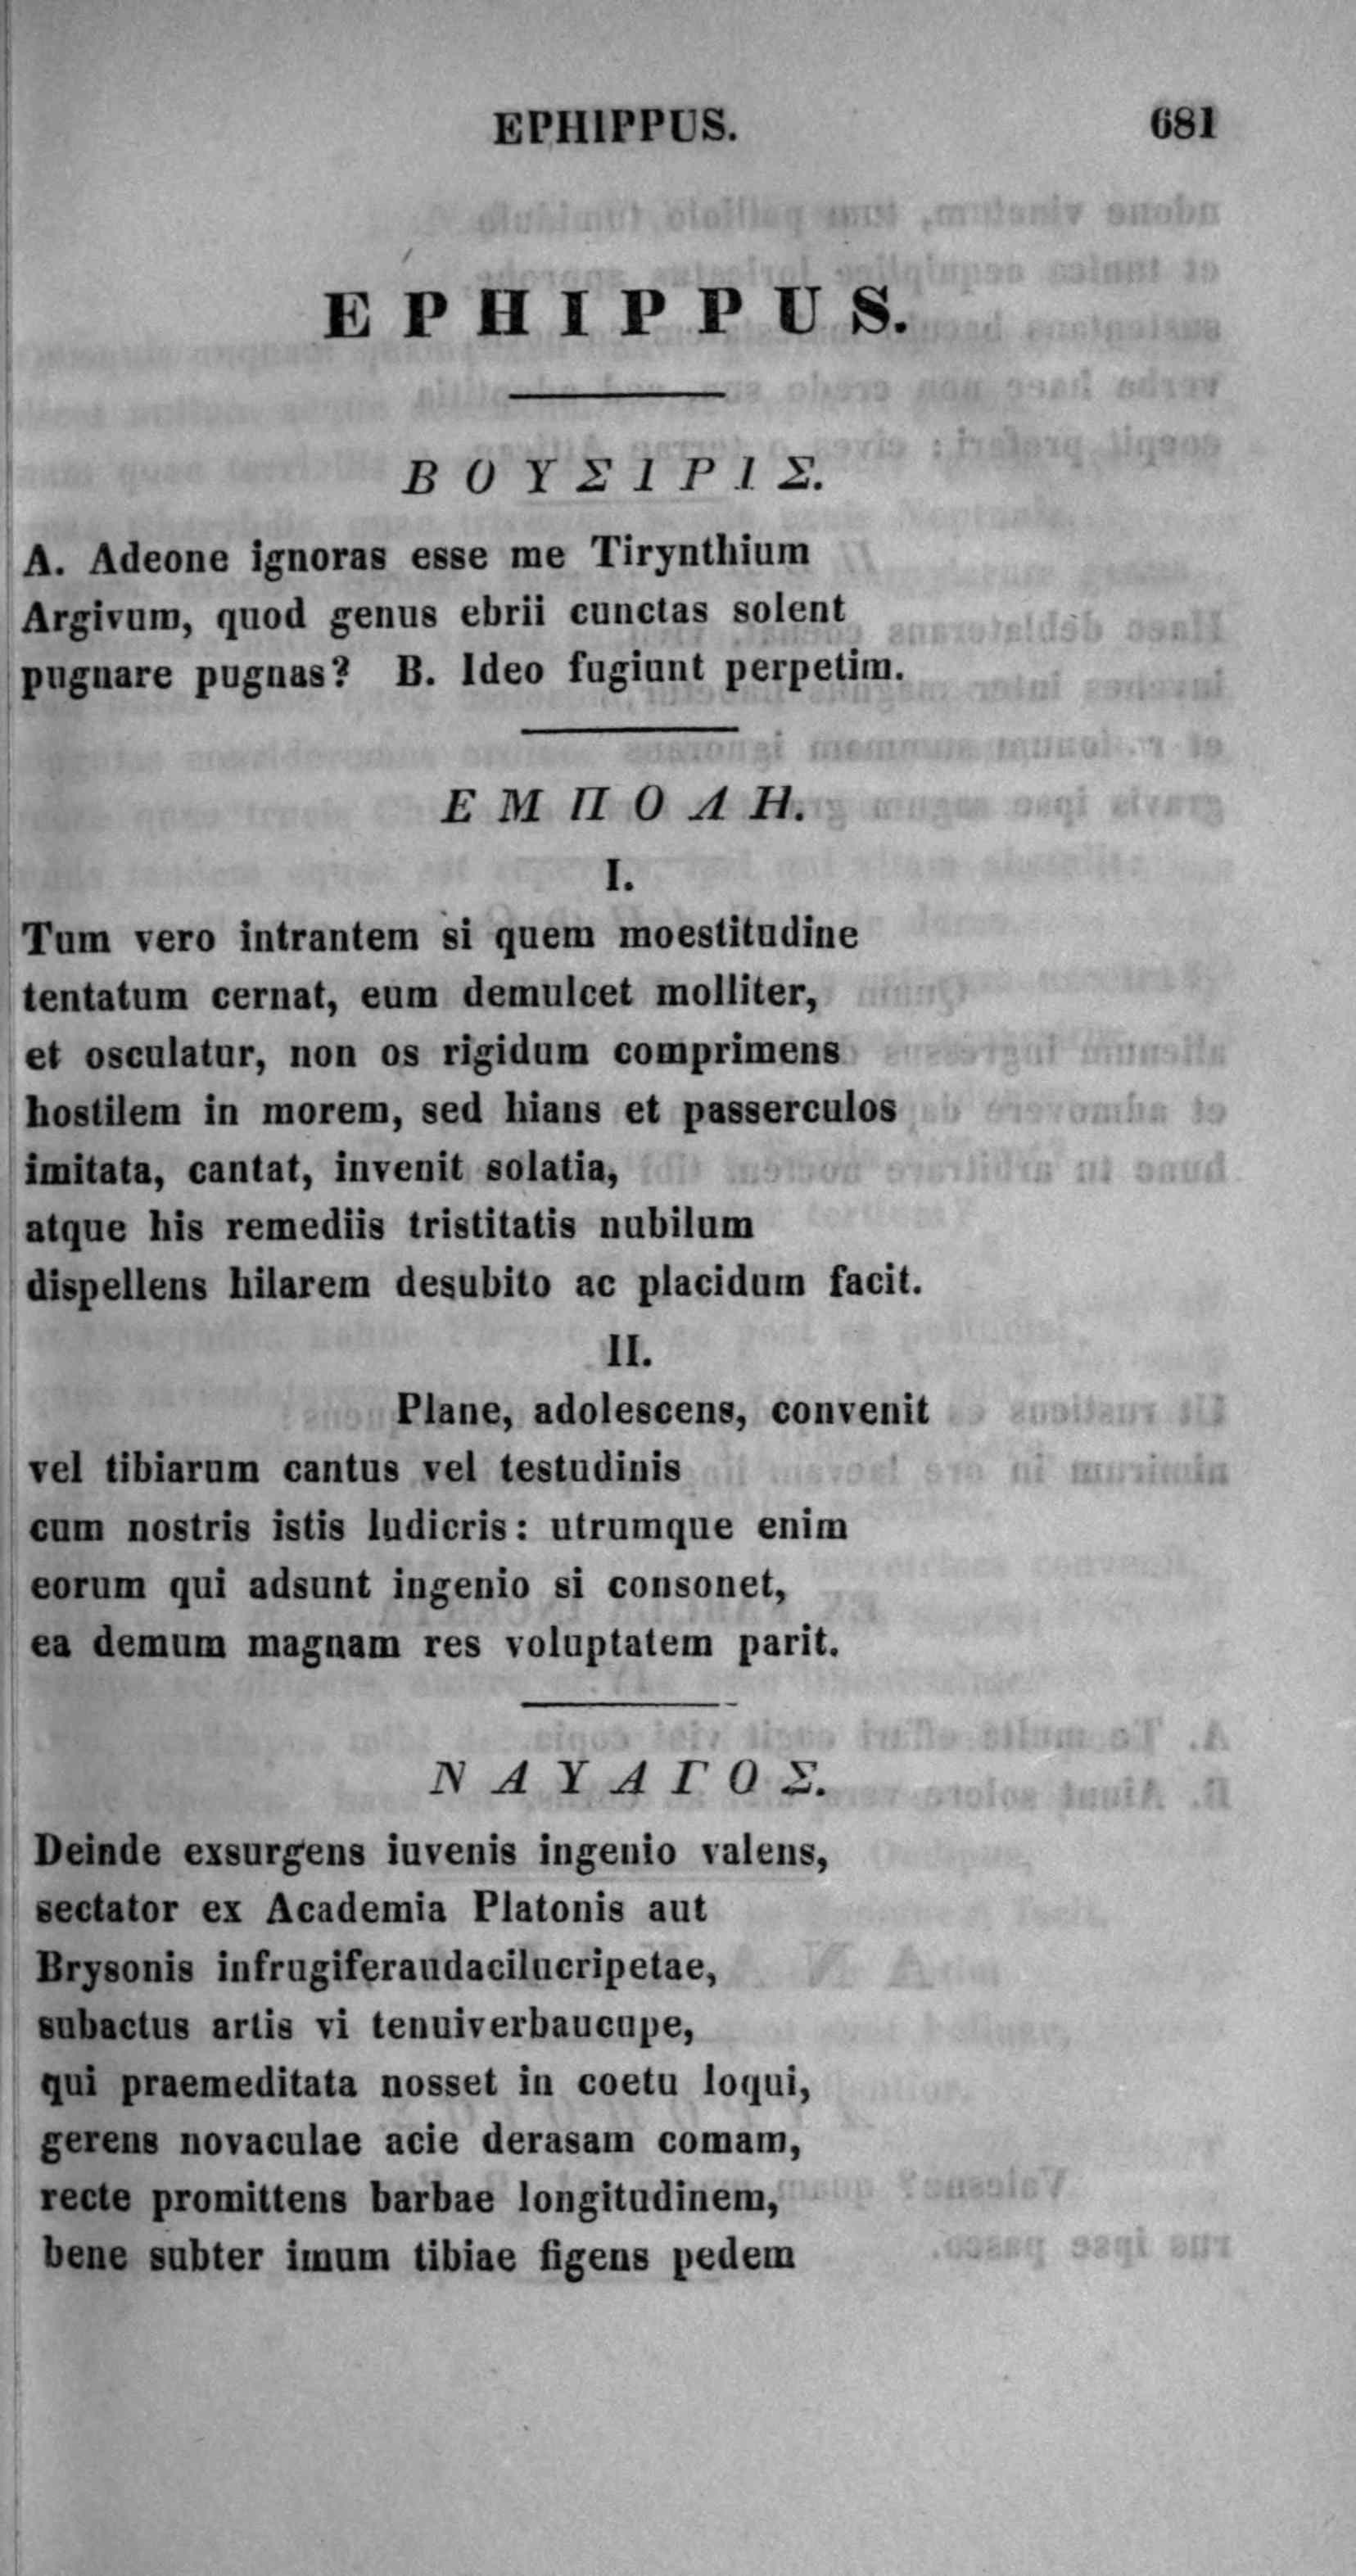 EPHIPPUS. 681
EPHIPPUS.
ΒΟΥΣΙΡΙΣ.
A. Adeone ignoras esse me Tirynthium
Argivum, quod genus ebrii cunctas solent
pugnare pugnas? B. Ideo fugiunt perpetim.
ΕΜΠΟΛΗ.
I.
Tum vero intrantem si quem moestitudine
tentatum cernat, eum demulcet molliter,
et osculatur, non os rigidum comprimens
hostilem in morem, sed hians et passerculos
imitata, cantat, invenit solatia,
atque his remediis tristitatis nubilum
dispellens hilarem desubito ac placidum facit.
II.
Plane, adolescens, convenit
vel tibiarum cantus vel testudinis
cum nostris istis ludicris: utrumque enim
eorum qui adsunt ingenio si consonet,
ea demum magnam res voluptatem parit.
ΝΑΥΑΓΟΣ.
Deinde exsurgens iuvenis ingenio valens,
sectator ex Academia Platonis aut
Brysonis infrugiferaudacilucripetae,
subactus artis vi tenuiverbaucupe,
qui praemeditata nosset in coetu loqui,
gerens novaculae acie derasam comam,
recte promittens barbae longitudinem,
bene subter imum tibiae figens pedem